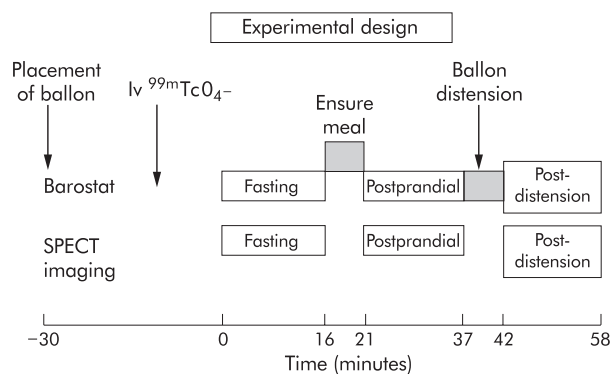 Experimental design
Placement
of ballon
Iv 99mTc04–
Ensure
meal
Ballon
distension
Barostat
Fasting
Postprandial
Post-
distension
SPECT
imaging
Fasting
Postprandial
Post-
distension
–30
0
16
21
37
42
58
Time (minutes)